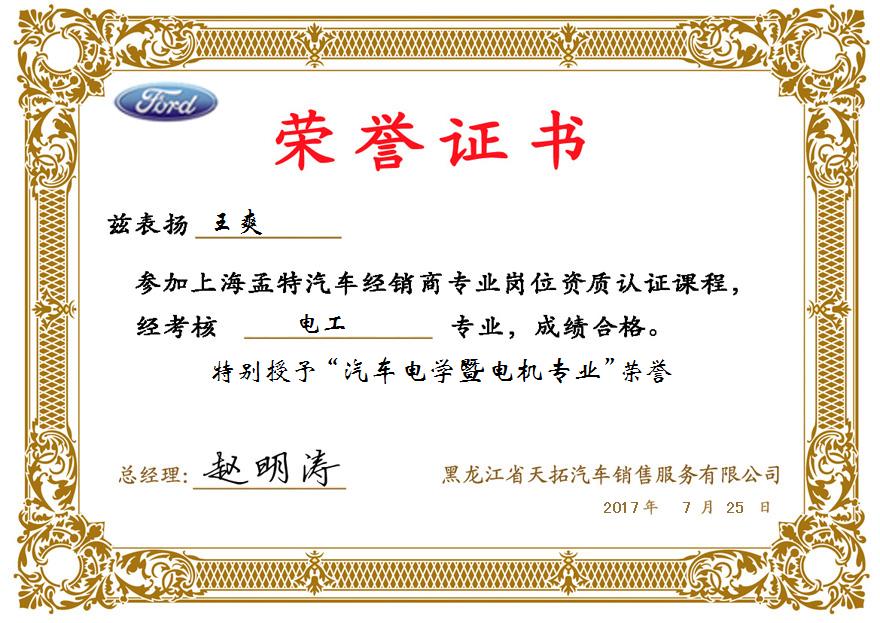 Ford
荣誉证书
兹表扬 王爽
参加上海孟特汽车经销商专业岗位资质认证课程，
经考核 电工 专业，成绩合格。
特别授予“汽车电学暨电机专业”荣誉
总经理: 赵明涛
黑龙江省天拓汽车销售服务有限公司
2017年 7月 25 日